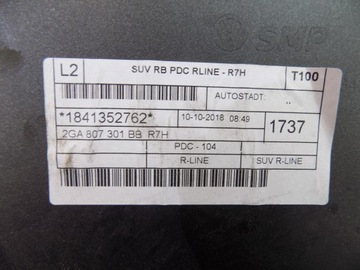 SMP
L2
SUV RB PDC RLINE - R7H
T100
AUTOSTADT:
..
*1841352762*
10-10-2018 08:49
1737
2GA 807 301 BB R7H
PDC - 104
R-LINE
SUV R-LINE